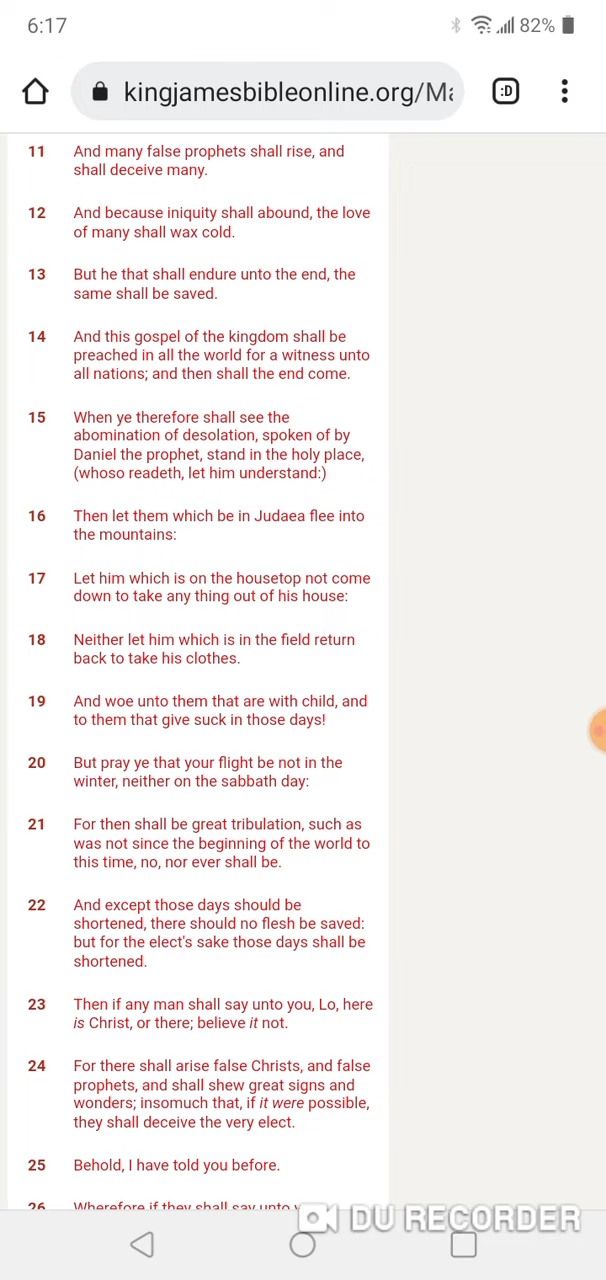 6:17 82%
kingjamesbibleonline.org/Ma :D
11 And many false prophets shall rise, and
shall deceive many.
12 And because iniquity shall abound, the love
of many shall wax cold.
13 But he that shall endure unto the end, the
same shall be saved.
14 And this gospel of the kingdom shall be
preached in all the world for a witness unto
all nations; and then shall the end come.
15 When ye therefore shall see the
abomination of desolation, spoken of by
Daniel the prophet, stand in the holy place,
(whoso readeth, let him understand:)
16 Then let them which be in Judaea flee into
the mountains:
17 Let him which is on the housetop not come
down to take any thing out of his house:
18 Neither let him which is in the field return
back to take his clothes.
19 And woe unto them that are with child, and
to them that give suck in those days!
20 But pray ye that your flight be not in the
winter, neither on the sabbath day:
21 For then shall be great tribulation, such as
was not since the beginning of the world to
this time, no, nor ever shall be.
22 And except those days should be
shortened, there should no flesh be saved:
but for the elect's sake those days shall be
shortened.
23 Then if any man shall say unto you, Lo, here
is Christ, or there; believe it not.
24 For there shall arise false Christs, and false
prophets, and shall shew great signs and
wonders; insomuch that, if it were possible,
they shall deceive the very elect.
25 Behold, I have told you before.
26 Wherefore if they shall say unto
DU RECORDER